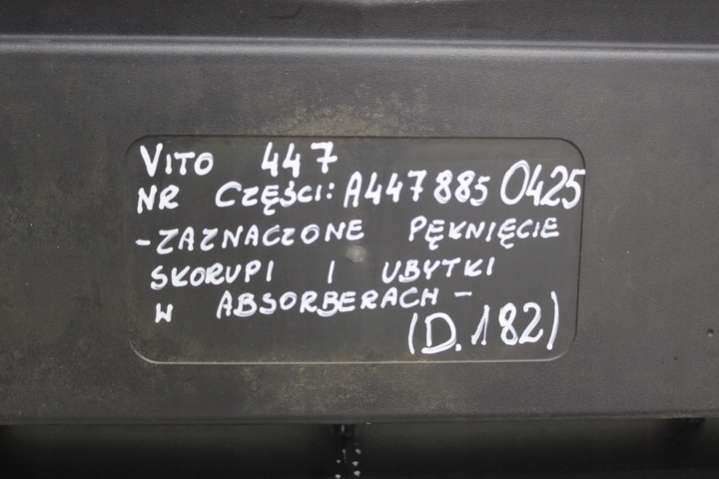 VITO 447
NR CZĘŚCI: A447 885 0425
-ZAZNACZONE PĘKNIĘCIE
SKORUPI I UBYTKI
W ABSORBERACH -
(D.182)